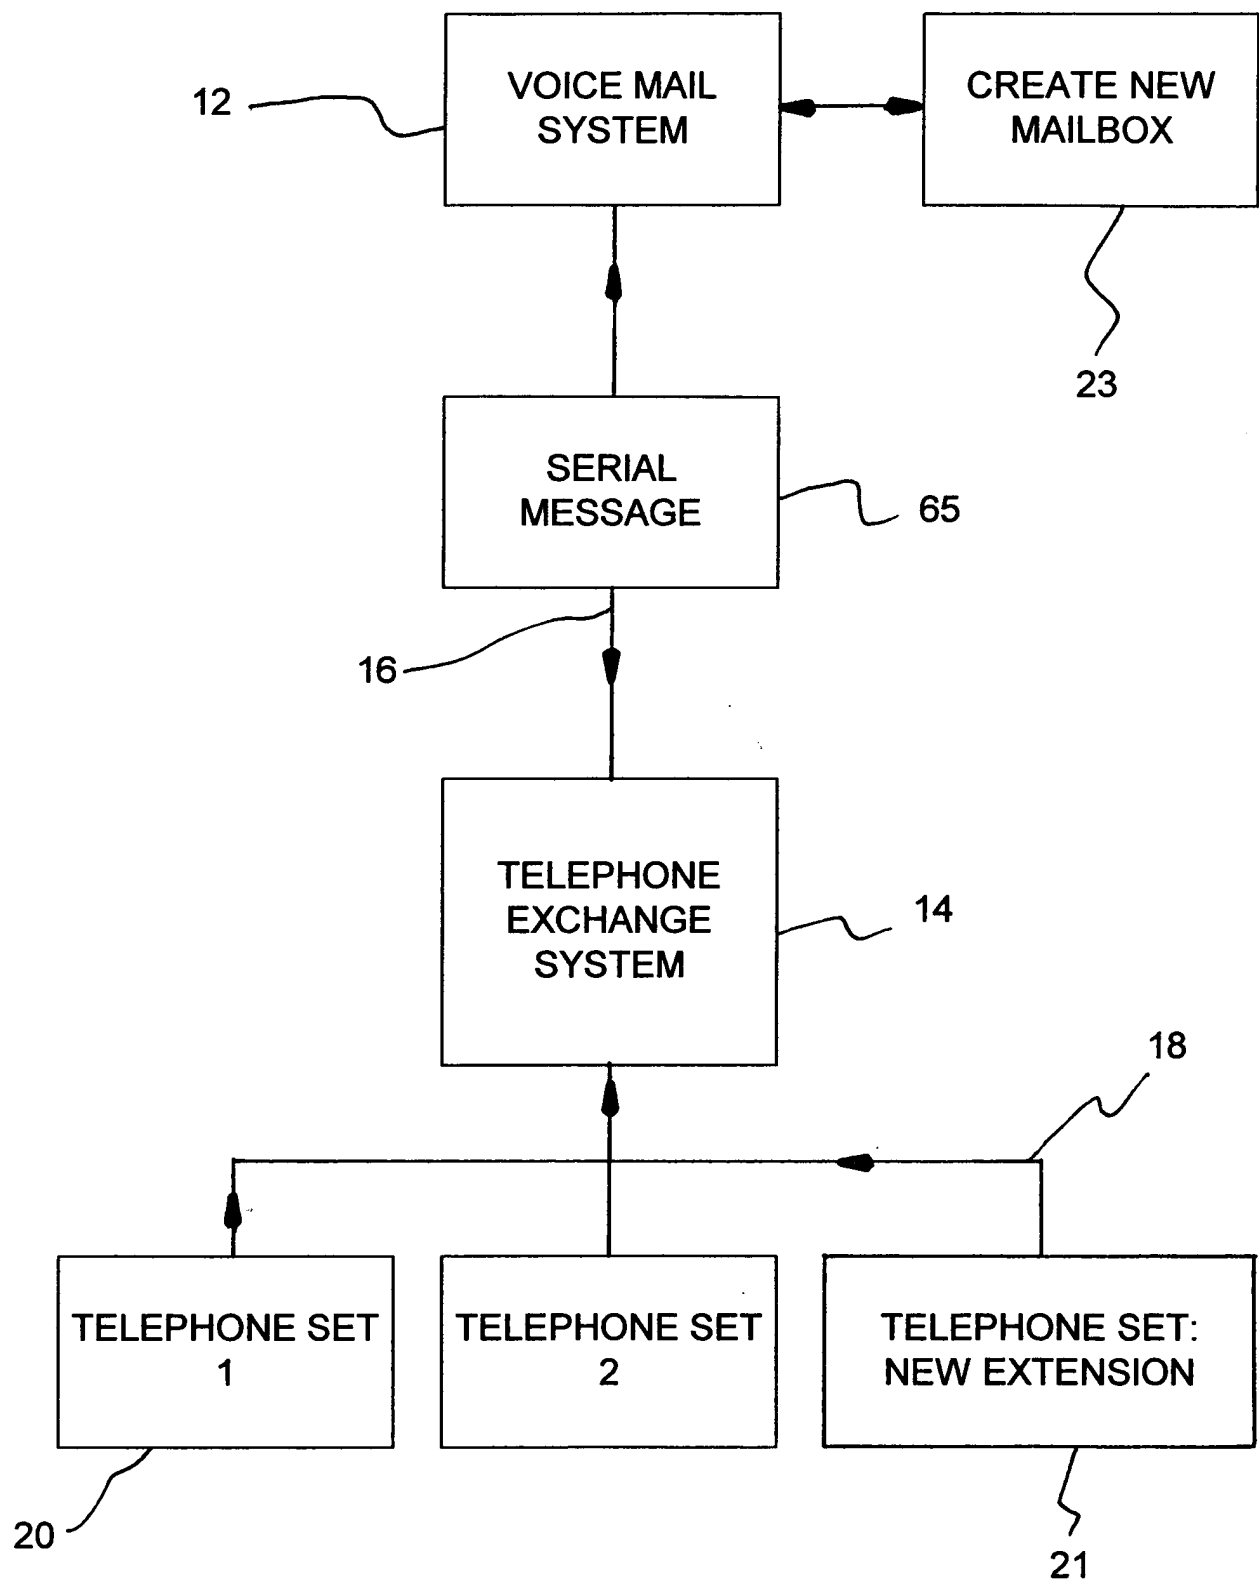 12
VOICE MAIL
SYSTEM
CREATE NEW
MAILBOX
23
SERIAL
MESSAGE
65
16
TELEPHONE
EXCHANGE
SYSTEM
14
18
TELEPHONE SET
1
TELEPHONE SET
2
TELEPHONE SET:
NEW EXTENSION
20
21